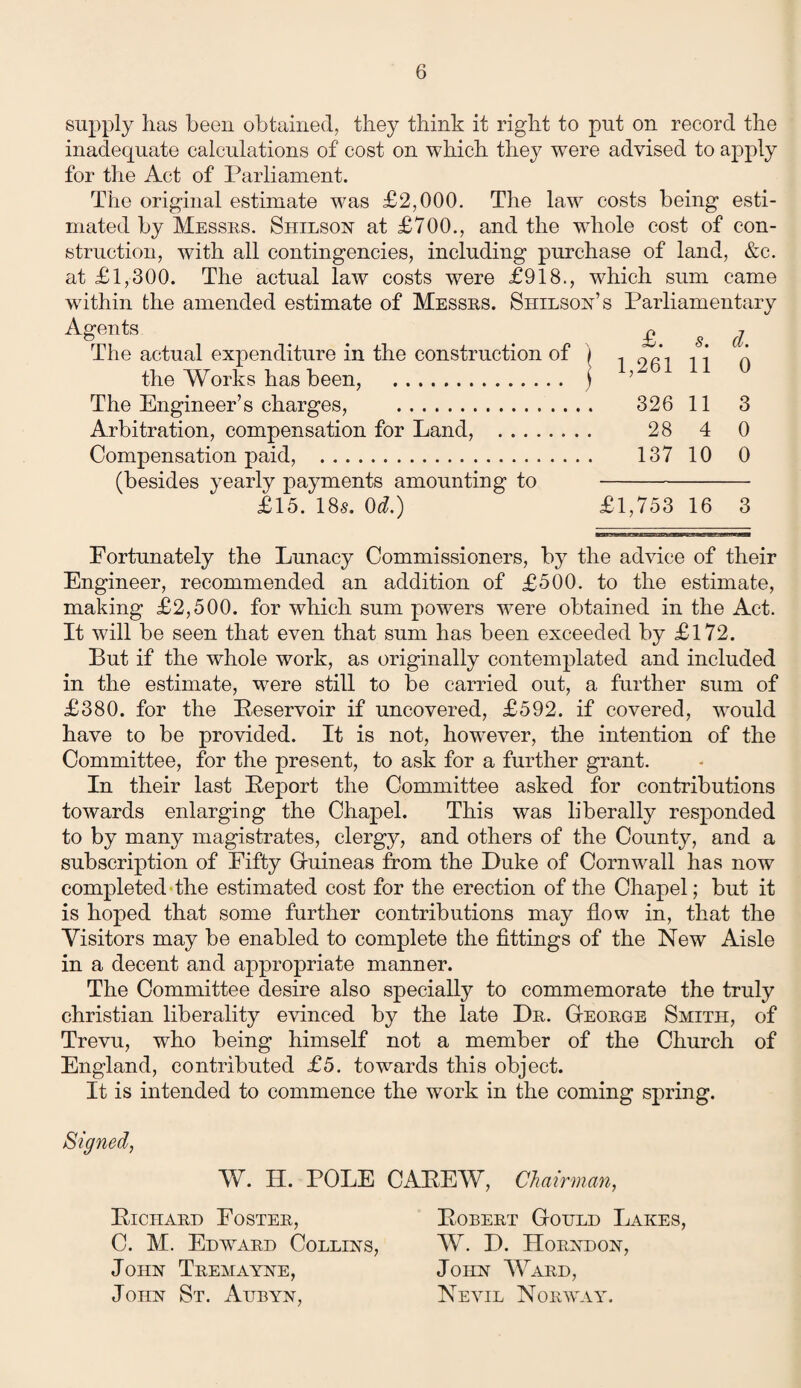 6
supply has been obtained, they think it right to put on record the
inadequate calculations of cost on which they were advised to apply
for the Act of Parliament.
The original estimate was £2,000. The law costs being esti-
mated by Messrs. Shilson at £700., and the whole cost of con-
struction, with all contingencies, including purchase of land, &c.
at £1,300. The actual law costs were £918., which sum came
within the amended estimate of Messrs. Shilson's Parliamentary
Agents
£. s. d.
The actual expenditure in the construction of
the Works has been, .............. } 1,261 11 0
The Engineer's charges, ................ 326 11 3
Arbitration, compensation for Land, ........ 28 4 0
Compensation paid, ...................... 137 10 0
(besides yearly payments amounting to
£15. 18s. 0d.) £1,753 16 3
Fortunately the Lunacy Commissioners, by the advice of their
Engineer, recommended an addition of £500. to the estimate,
making £2,500. for which sum powers were obtained in the Act.
It will be seen that even that sum has been exceeded by £172.
But if the whole work, as originally contemplated and included
in the estimate, were still to be carried out, a further sum of
£380. for the Reservoir if uncovered, £592. if covered, would
have to be provided. It is not, however, the intention of the
Committee, for the present, to ask for a further grant.
In their last Report the Committee asked for contributions
towards enlarging the Chapel. This was liberally responded
to by many magistrates, clergy, and others of the County, and a
subscription of Fifty Guineas from the Duke of Cornwall has now
completed the estimated cost for the erection of the Chapel; but it
is hoped that some further contributions may flow in, that the
Visitors may be enabled to complete the fittings of the New Aisle
in a decent and appropriate manner.
The Committee desire also specially to commemorate the truly
christian liberality evinced by the late Dr. George Smith, of
Trevu, who being himself not a member of the Church of
England, contributed £5. towards this object.
It is intended to commence the work in the coming spring.
Signed,
W. H. POLE CAREW, Chairman,
Richard Foster,
C. M. Edward Collins,
John Tremayne,
John St. Aubyn,
Robert Gould Lakes,
W. D. Horndon,
John Ward,
Nevil Norway.